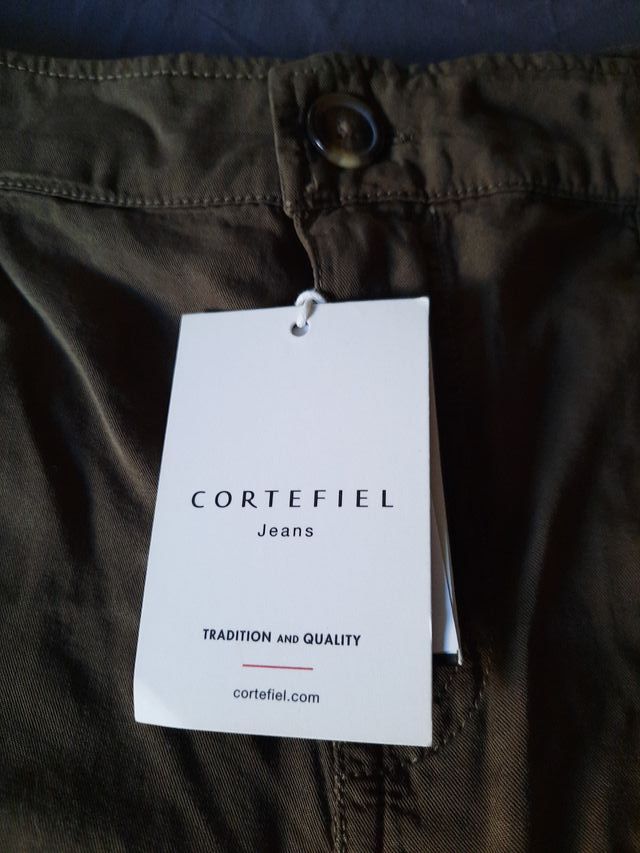 CORTEFIEL
Jeans
TRADITION AND QUALITY
cortefiel.com